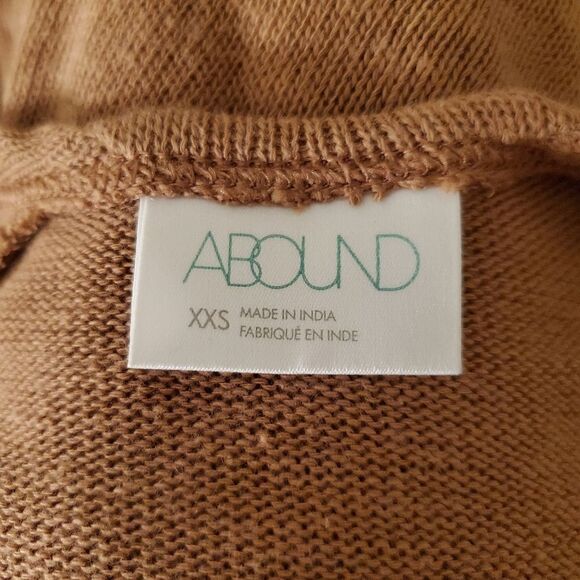 ABOUND
XXS MADE IN INDIA
FABRIQUÉ EN INDE